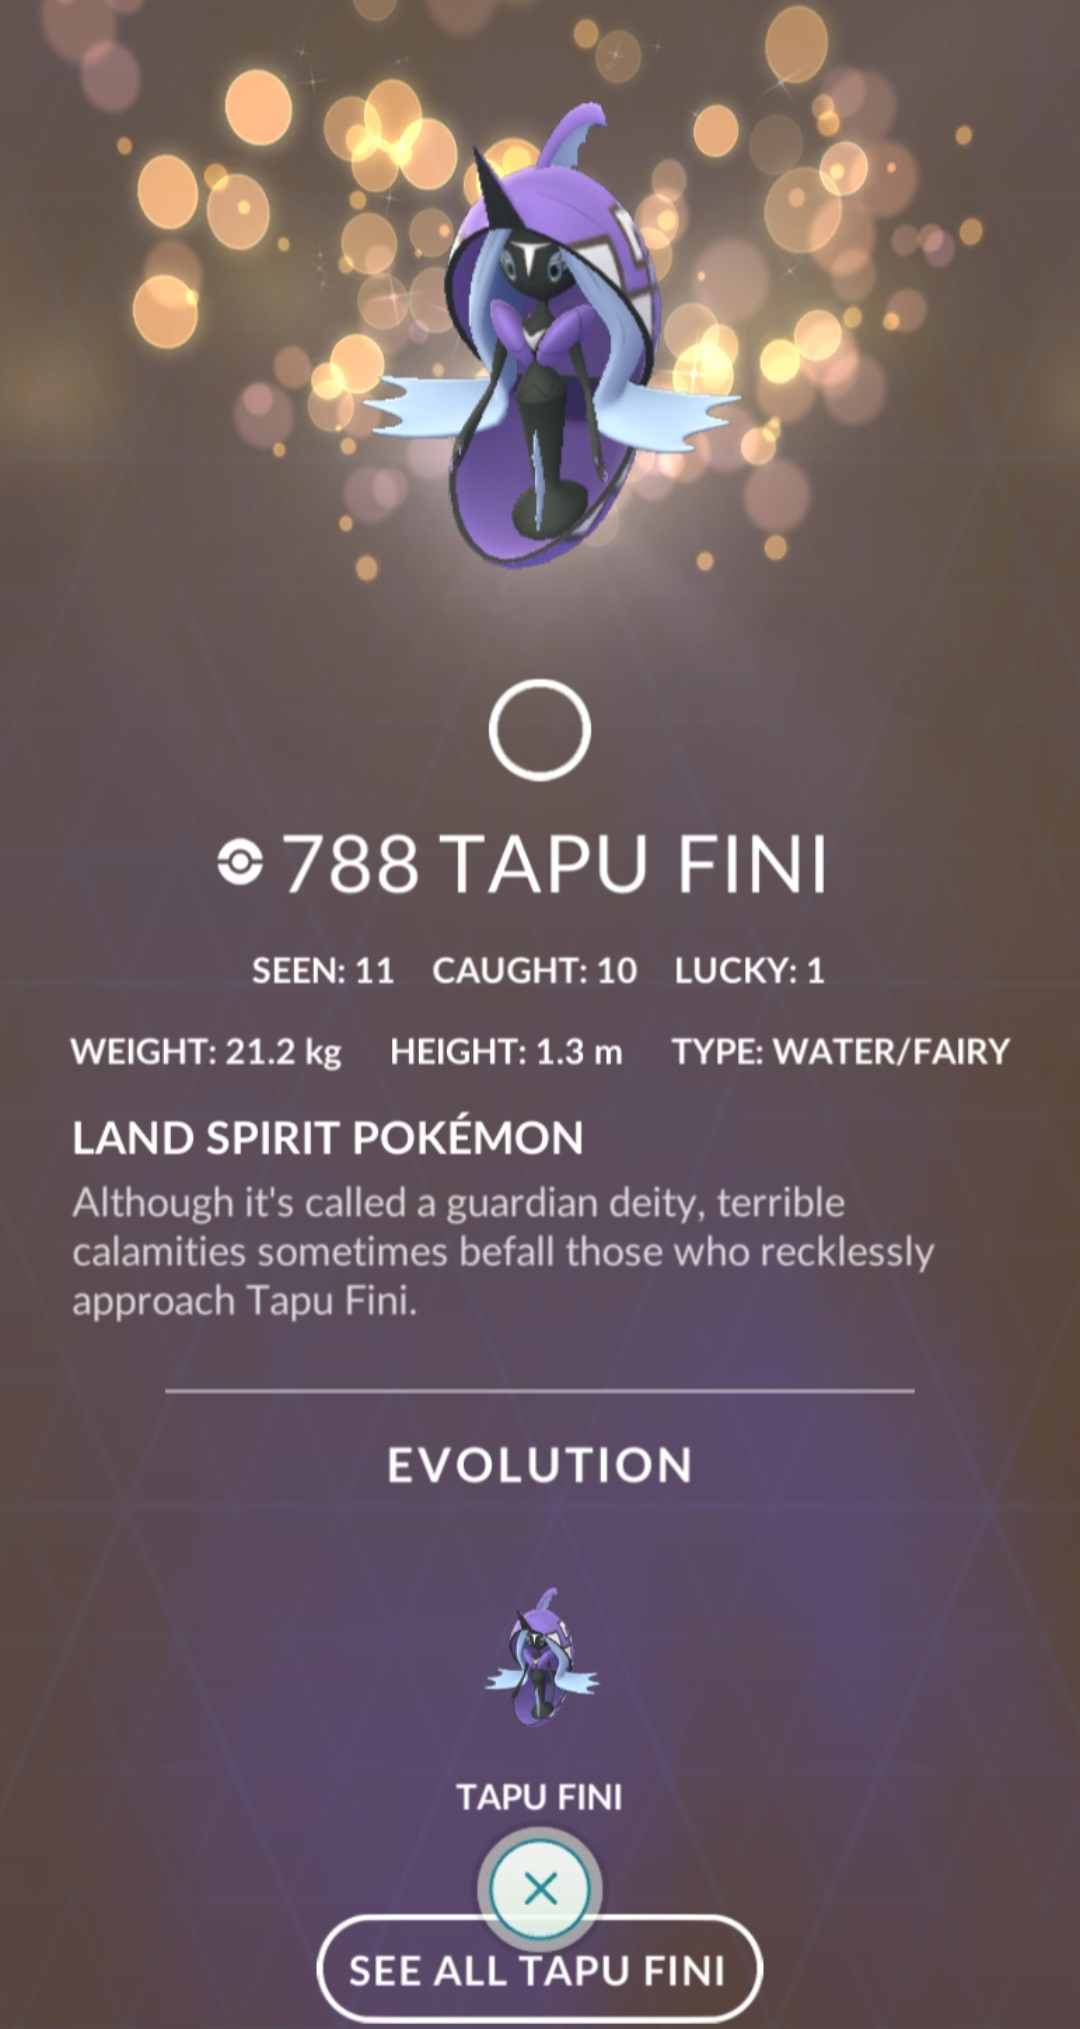 788 TAPU FINI
SEEN: 11 CAUGHT: 10 LUCKY: 1
WEIGHT: 21.2 kg HEIGHT: 1.3 m TYPE: WATER/FAIRY
LAND SPIRIT POKÉMON
Although it's called a guardian deity, terrible
calamities sometimes befall those who recklessly
approach Tapu Fini.
EVOLUTION
TAPU FINI
SEE ALL TAPU FINI